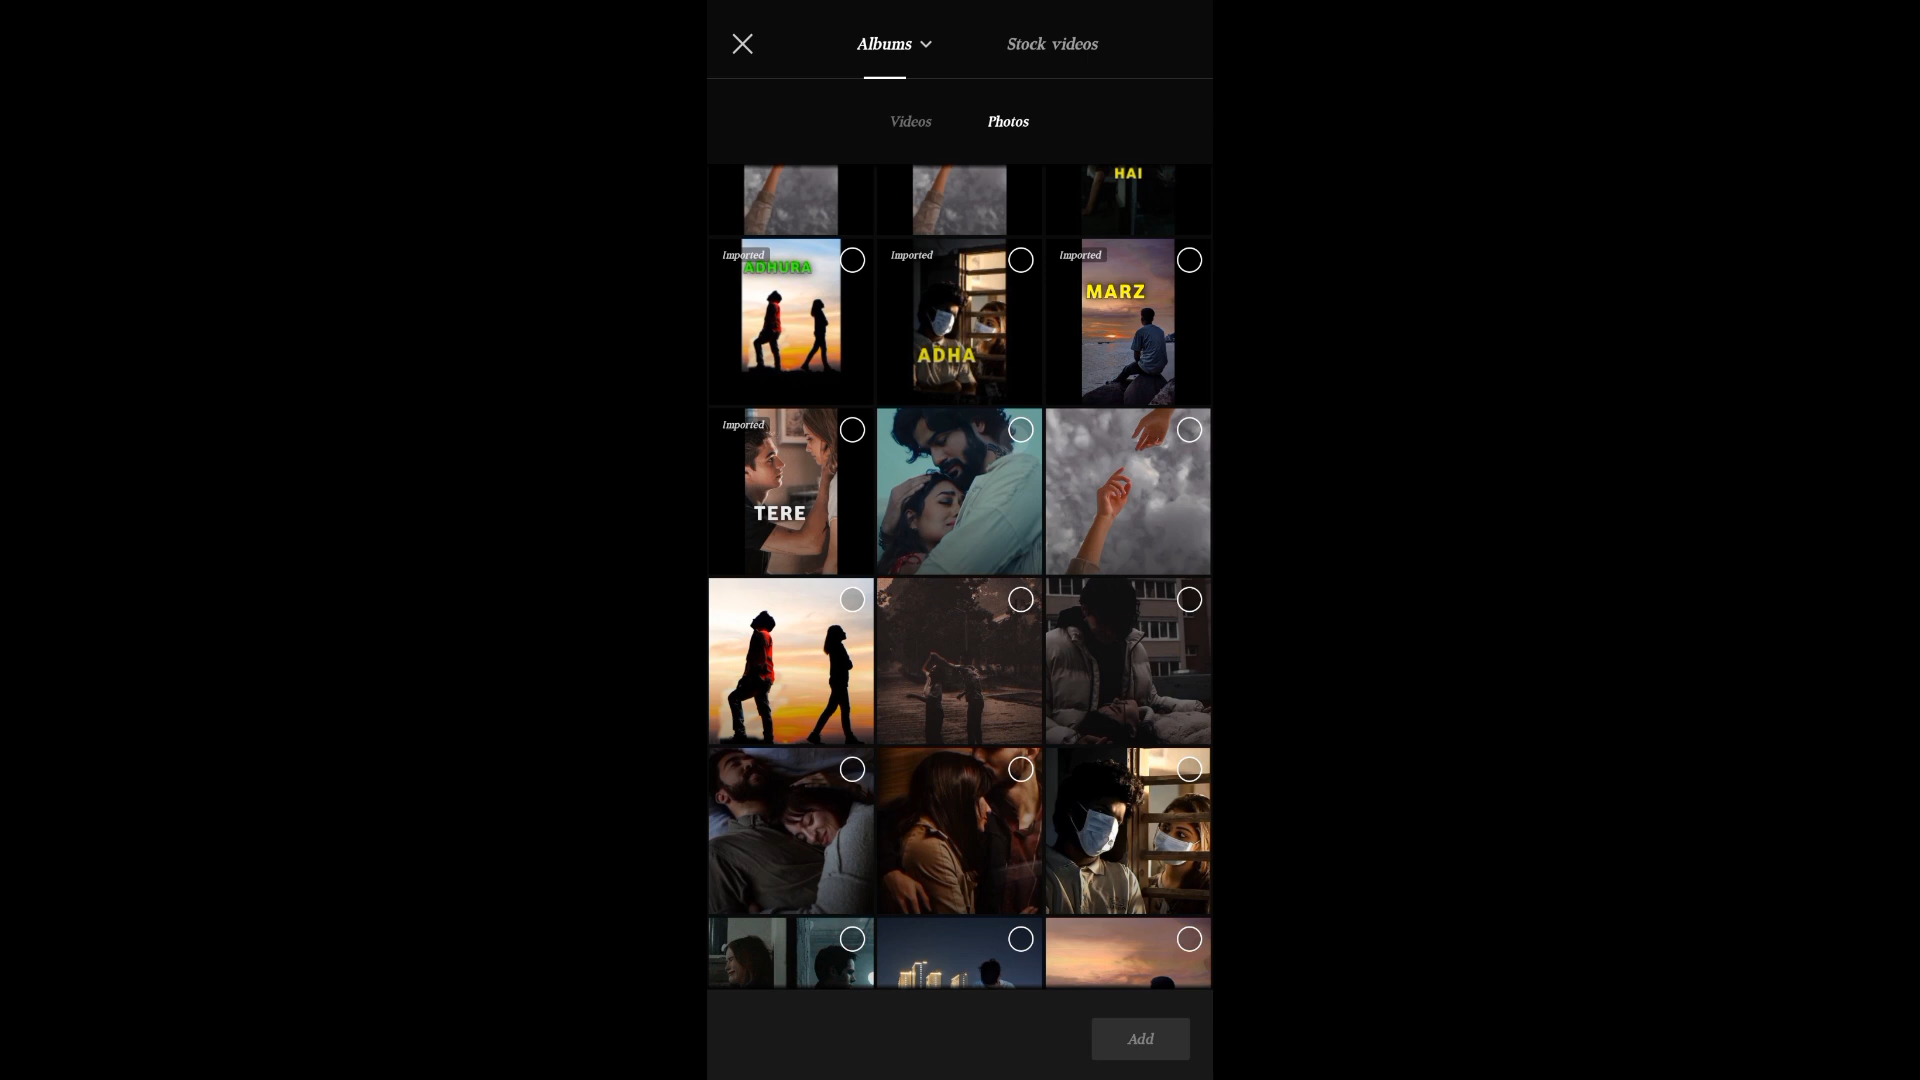 Albums
Stock videos
Videos
Photos
HAI
Imported
ADHURA
Imported
ADHA
Imported
MARZ
Imported
TERE
Add